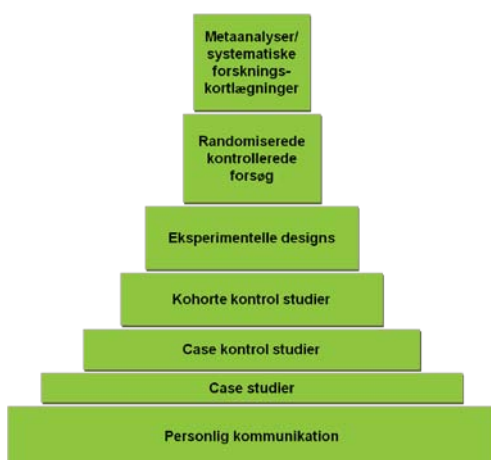 Metaanalyser/
systematiske
forsknings-
kortlægninger
Randomiserede
kontrollerede
forsøg
Eksperimentelle designs
Kohorte kontrol studier
Case kontrol studier
Case studier
Personlig kommunikation